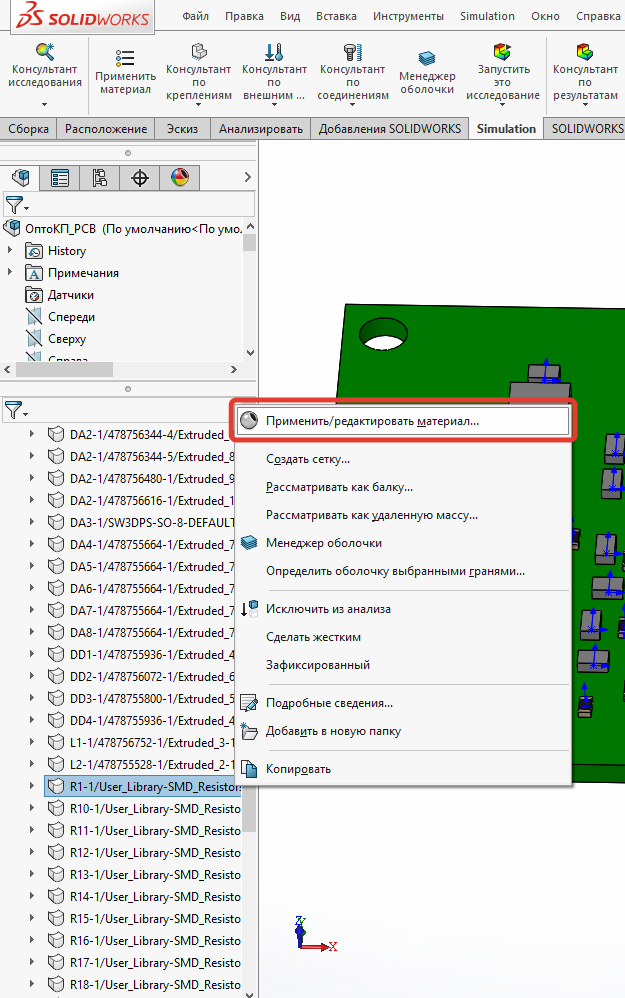 SOLIDWORKS
Файл Правка Вид Вставка Инструменты Simulation Окно Справка
Консультант исследования
Применить материал
Консультант по креплениям
Консультант по внешним ...
Консультант по соединениям
Менеджер оболочки
Запустить это исследование
Консультант по результатам
Сборка Расположение Эскиз Анализировать Добавления SOLIDWORKS Simulation SOLIDWORKS
ОптоКП_PCB (По умолчанию<По умо
History
Примечания
Датчики
Спереди
Сверху
Справа
DA2-1/478756344-4/Extruded_
DA2-1/478756344-5/Extruded_8
DA2-1/478756480-1/Extruded_9
DA2-1/478756616-1/Extruded_1
DA3-1/SW3DPS-SO-8-DEFAULT
DA4-1/478755664-1/Extruded_7
DA5-1/478755664-1/Extruded_7
DA6-1/478755664-1/Extruded_7
DA7-1/478755664-1/Extruded_7
DA8-1/478755664-1/Extruded_7
DD1-1/478755936-1/Extruded_4
DD2-1/478756072-1/Extruded_6
DD3-1/478755800-1/Extruded_5
DD4-1/478755936-1/Extruded_4
L1-1/478756752-1/Extruded_3-1
L2-1/478755528-1/Extruded_2-1
R1-1/User_Library-SMD_Resistor
R10-1/User_Library-SMD_Resisto
R11-1/User_Library-SMD_Resisto
R12-1/User_Library-SMD_Resisto
R13-1/User_Library-SMD_Resisto
R14-1/User_Library-SMD_Resisto
R15-1/User_Library-SMD_Resisto
R16-1/User_Library-SMD_Resisto
R17-1/User_Library-SMD_Resisto
R18-1/User_Library-SMD_Resisto
Применить/редактировать материал...
Создать сетку...
Рассматривать как балку...
Рассматривать как удаленную массу...
Менеджер оболочки
Определить оболочку выбранными гранями...
Исключить из анализа
Сделать жестким
Зафиксированный
Подробные сведения...
Добавить в новую папку
Копировать
Z
Y
X